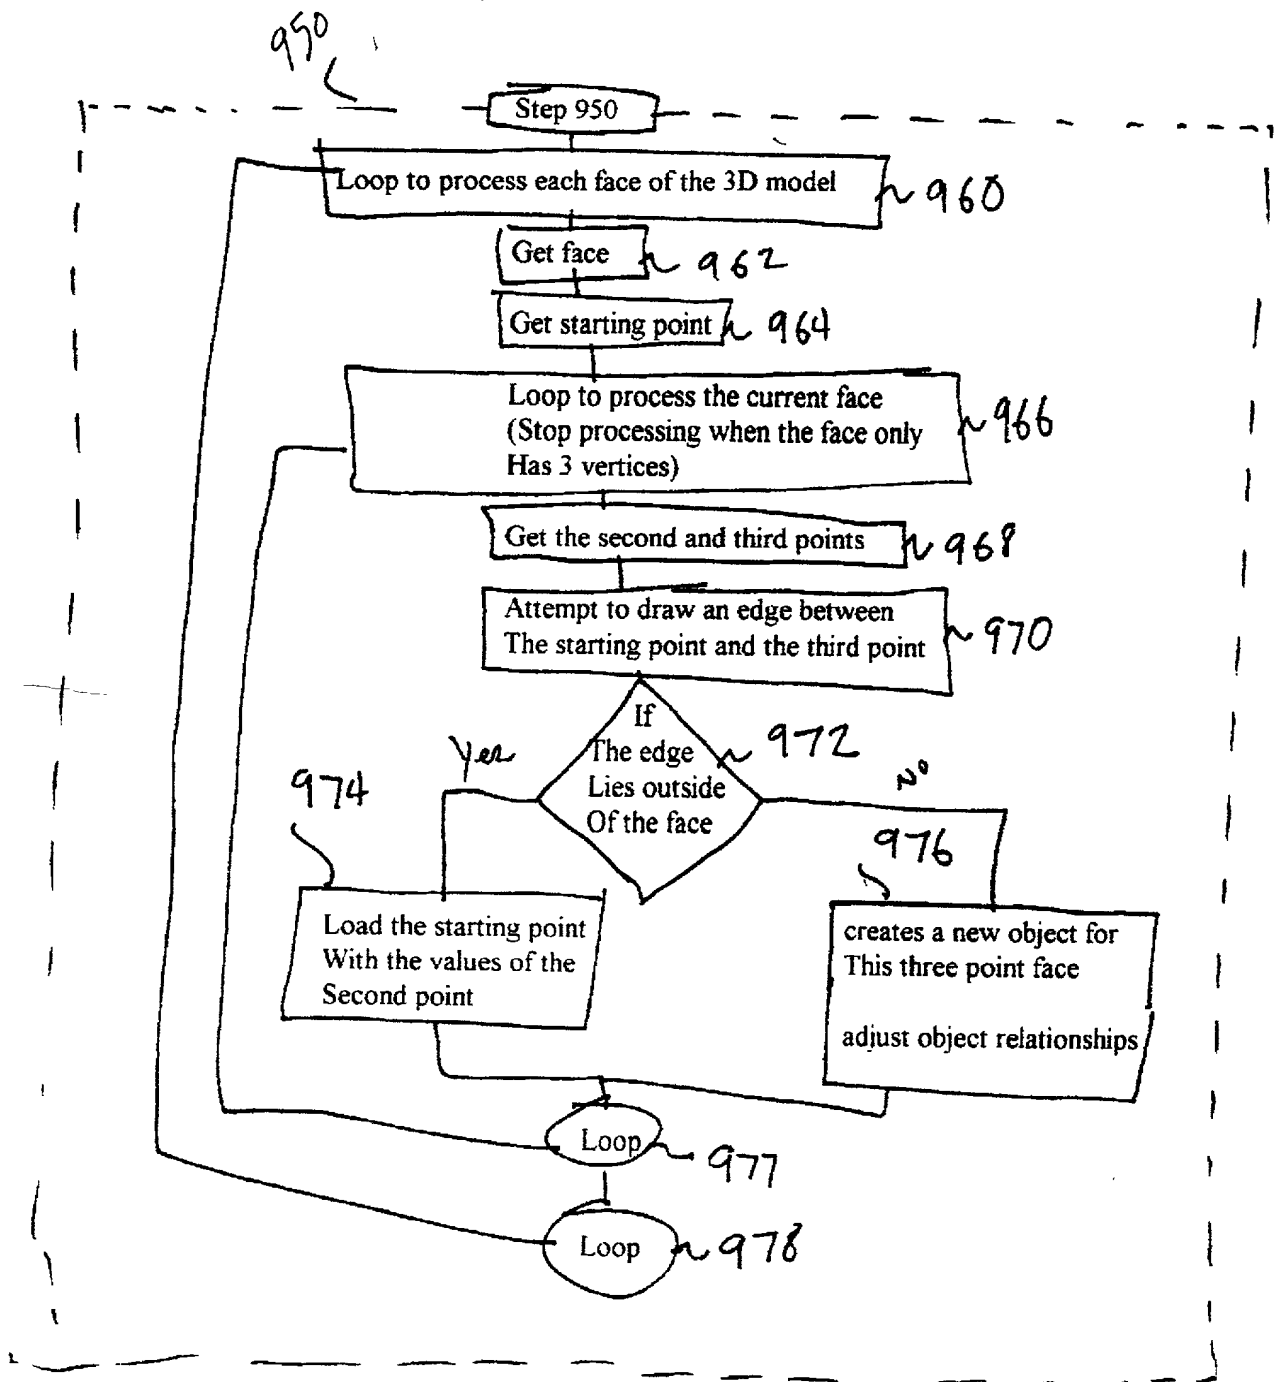 950
Step 950
Loop to process each face of the 3D model
960
Get face
962
Get starting point
964
Loop to process the current face
(Stop processing when the face only
Has 3 vertices)
966
Get the second and third points
968
Attempt to draw an edge between
The starting point and the third point
970
If
The edge
Lies outside
Of the face
972
Yes
No
974
976
Load the starting point
With the values of the
Second point
creates a new object for
This three point face
adjust object relationships
Loop
977
Loop
978